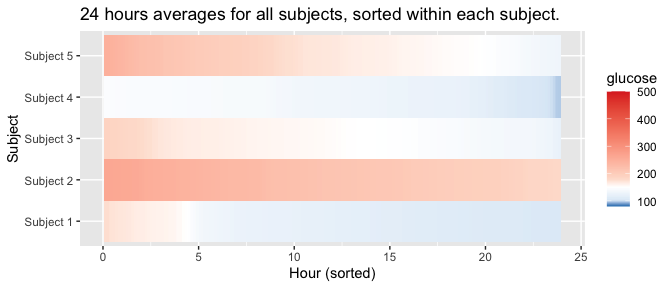 24 hours averages for all subjects, sorted within each subject.
Subject
Subject 5
Subject 4
Subject 3
Subject 2
Subject 1
0
5
10
15
20
25
Hour (sorted)
glucose
500
400
300
200
100